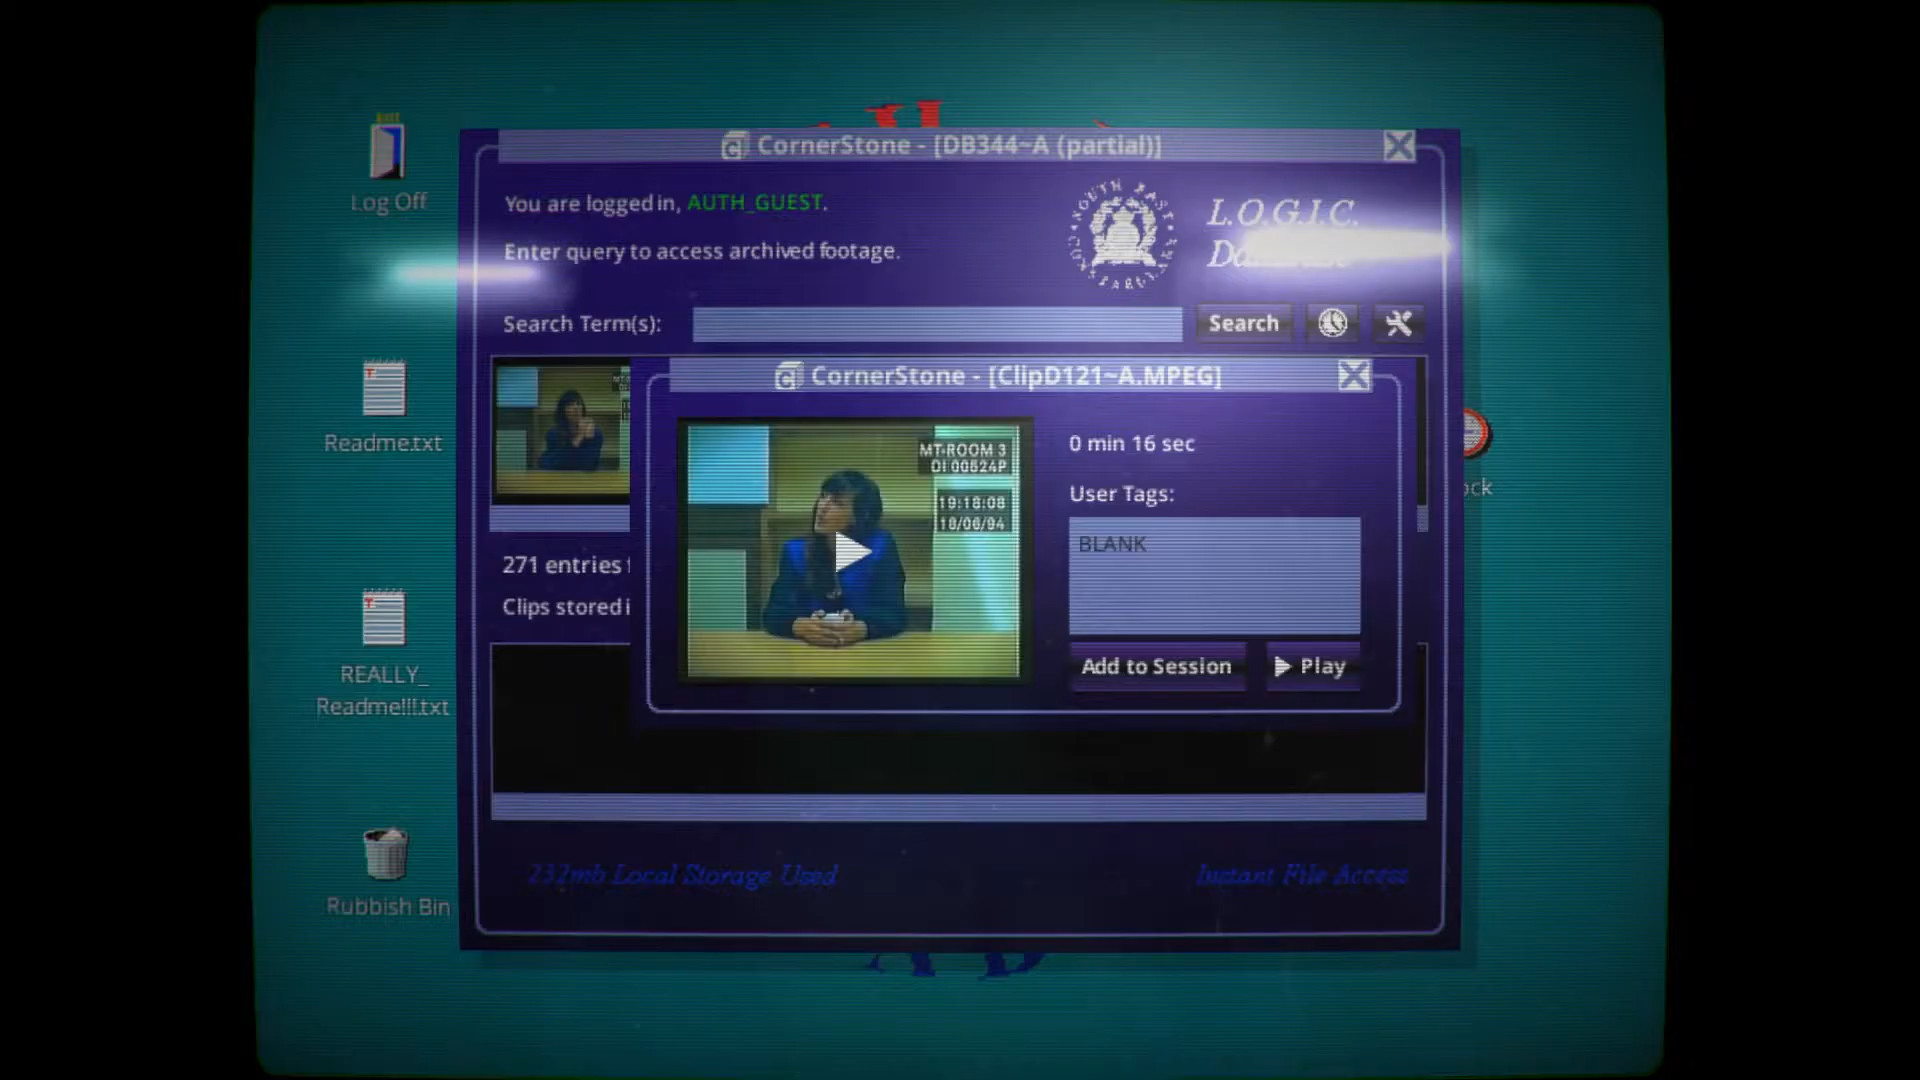 CornerStone - [DB344~A (partial)]
You are logged in, AUTH_GUEST.
Enter query to access archived footage.
L.O.G.I.C.
Search Term(s):
Search
CornerStone - [ClipD121~A.MPEG]
MT-ROOM 3
DI 00624P
19:18:08
18/06/94
0 min 16 sec
User Tags:
BLANK
Add to Session
Play
271 entries
Clips stored i
232mb Local Storage Used
Instant File Access
Log Off
Readme.txt
REALLY_
Readme!!!.txt
Rubbish Bin